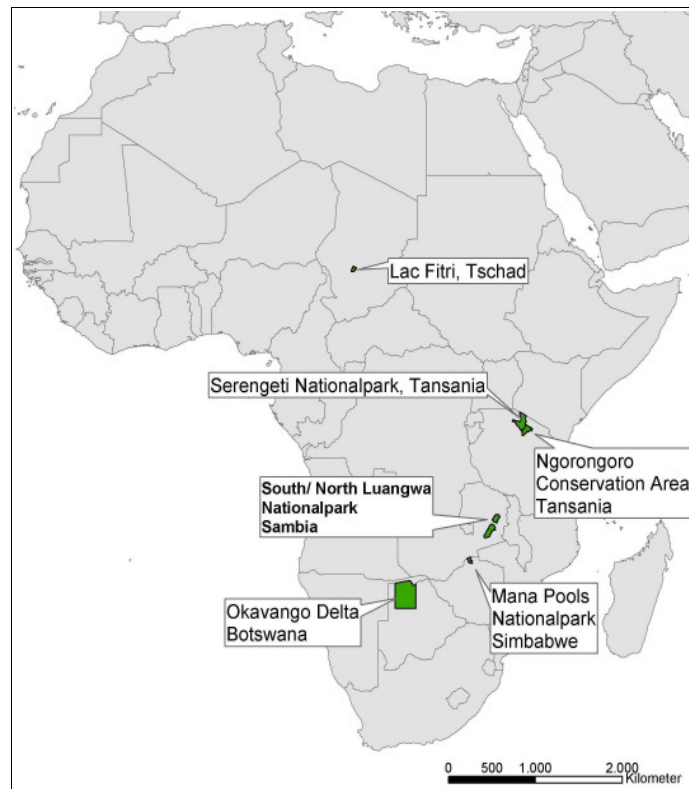 Lac Fitri, Tschad
Serengeti Nationalpark, Tansania
Ngorongoro
Conservation Area
Tansania
South/ North Luangwa
Nationalpark
Sambia
Okavango Delta
Botswana
Mana Pools
Nationalpark
Simbabwe
0 500 1.000 2.000
Kilometer